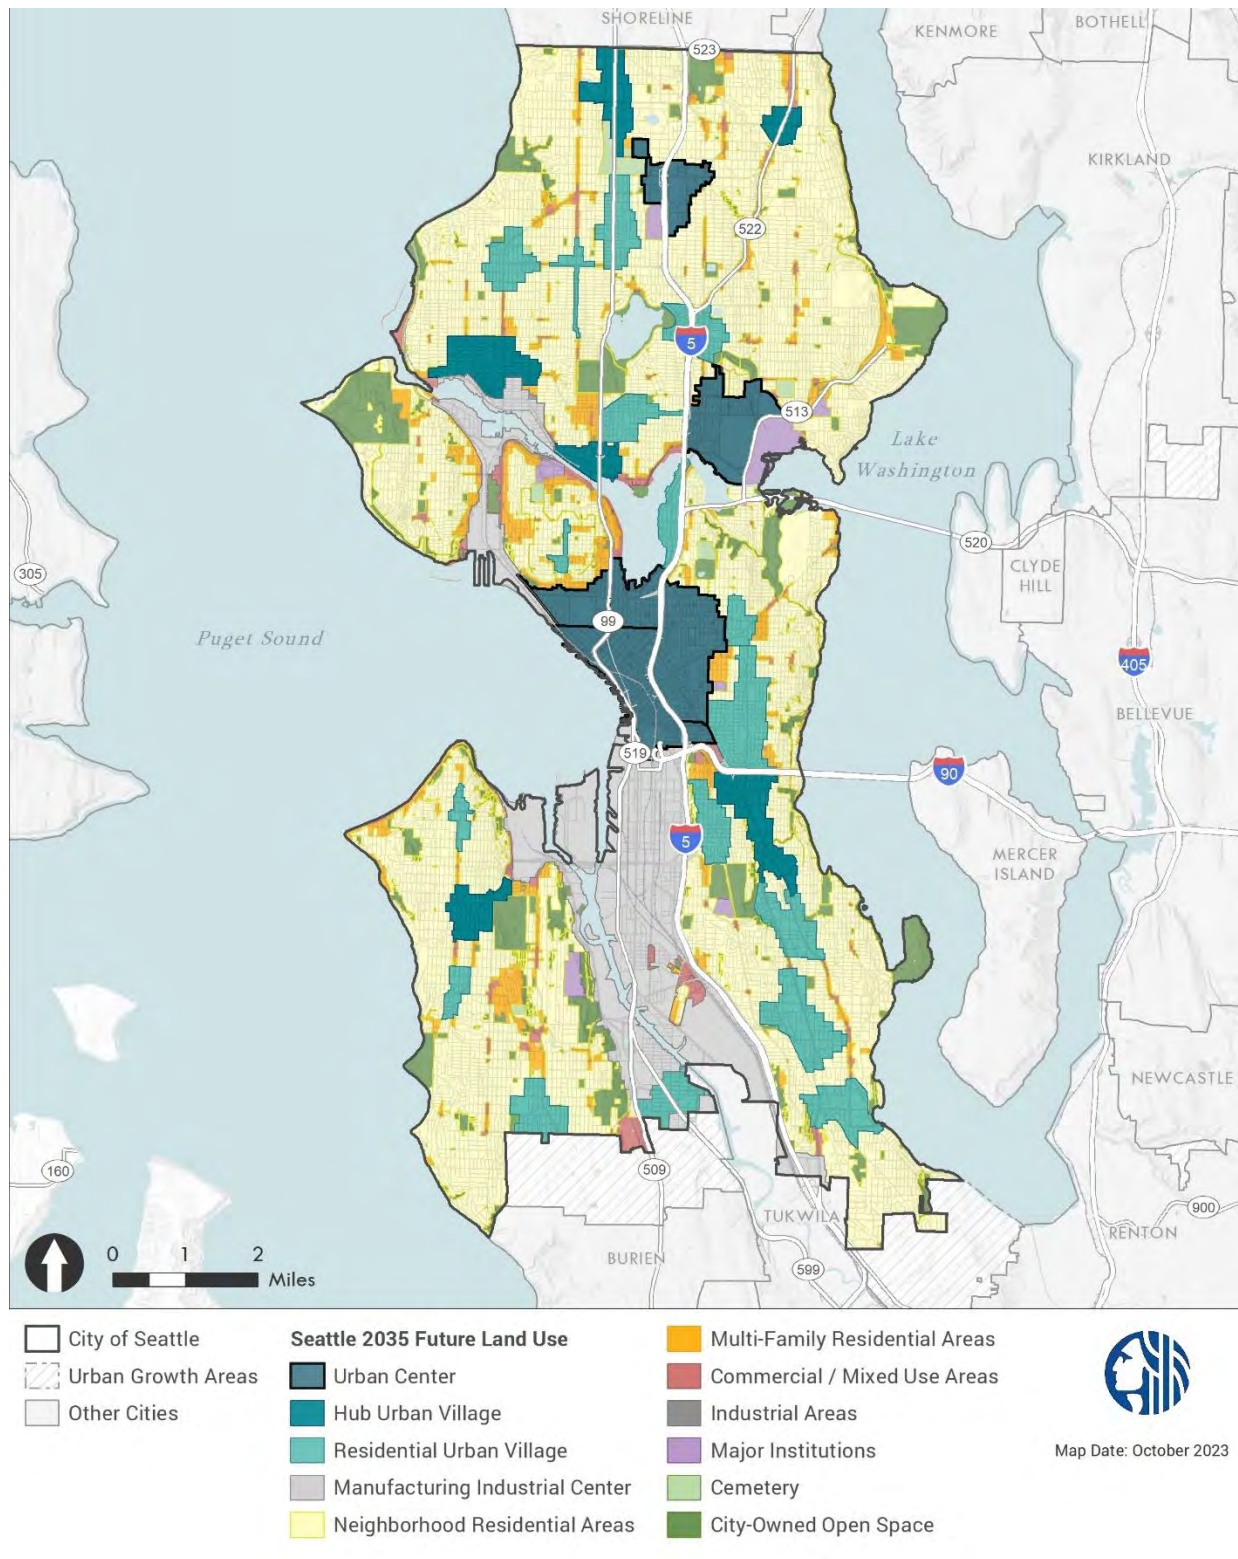 SHORELINE
BOTHELL
KENMORE
523
KIRKLAND
522
5
513
Lake
Washington
520
CLYDE
HILL
305
99
Puget Sound
405
BELLEVUE
519
90
5
MERCER
ISLAND
NEWCASTLE
160
509
900
TUKWILA
RENTON
BURIEN
599
0 1 2
Miles
City of Seattle
Urban Growth Areas
Other Cities
Seattle 2035 Future Land Use
Urban Center
Hub Urban Village
Residential Urban Village
Manufacturing Industrial Center
Neighborhood Residential Areas
Multi-Family Residential Areas
Commercial / Mixed Use Areas
Industrial Areas
Major Institutions
Cemetery
City-Owned Open Space
Map Date: October 2023